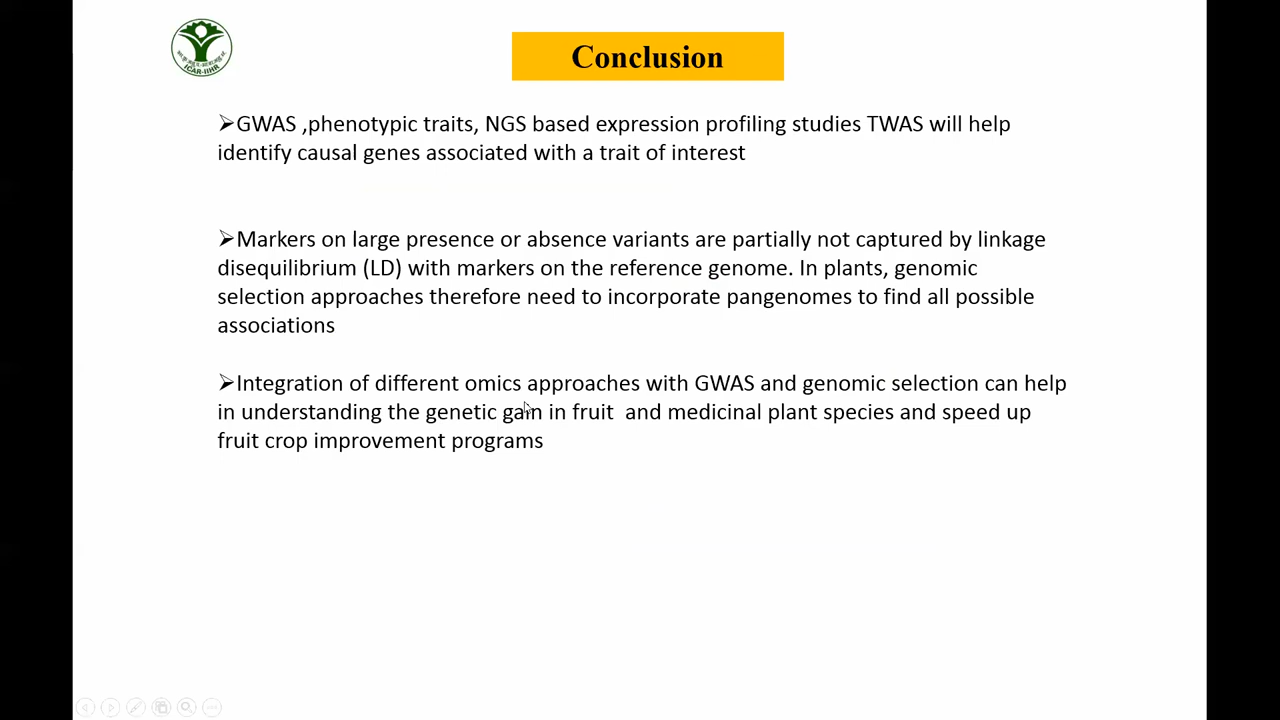 Conclusion
ICAR-IIHR
➢GWAS ,phenotypic traits, NGS based expression profiling studies TWAS will help
identify causal genes associated with a trait of interest
➢Markers on large presence or absence variants are partially not captured by linkage
disequilibrium (LD) with markers on the reference genome. In plants, genomic
selection approaches therefore need to incorporate pangenomes to find all possible
associations
➢Integration of different omics approaches with GWAS and genomic selection can help
in understanding the genetic gain in fruit  and medicinal plant species and speed up
fruit crop improvement programs